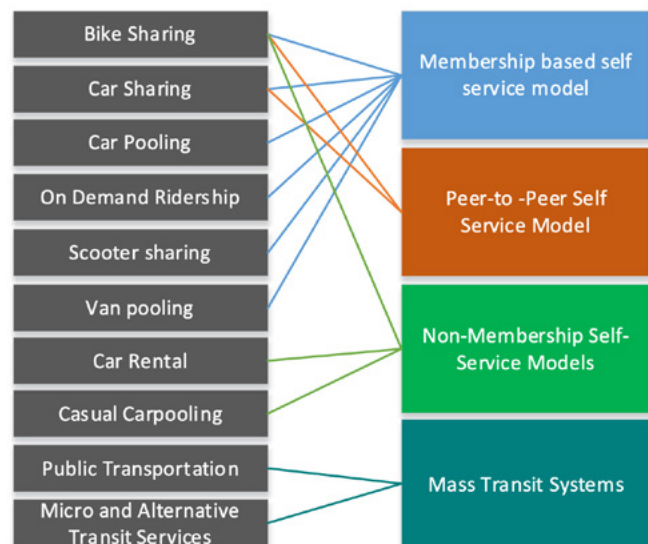 Bike Sharing
Car Sharing
Car Pooling
On Demand Ridership
Scooter sharing
Van pooling
Car Rental
Casual Carpooling
Public Transportation
Micro and Alternative
Transit Services
Membership based self
service model
Peer-to -Peer Self
Service Model
Non-Membership Self-
Service Models
Mass Transit Systems